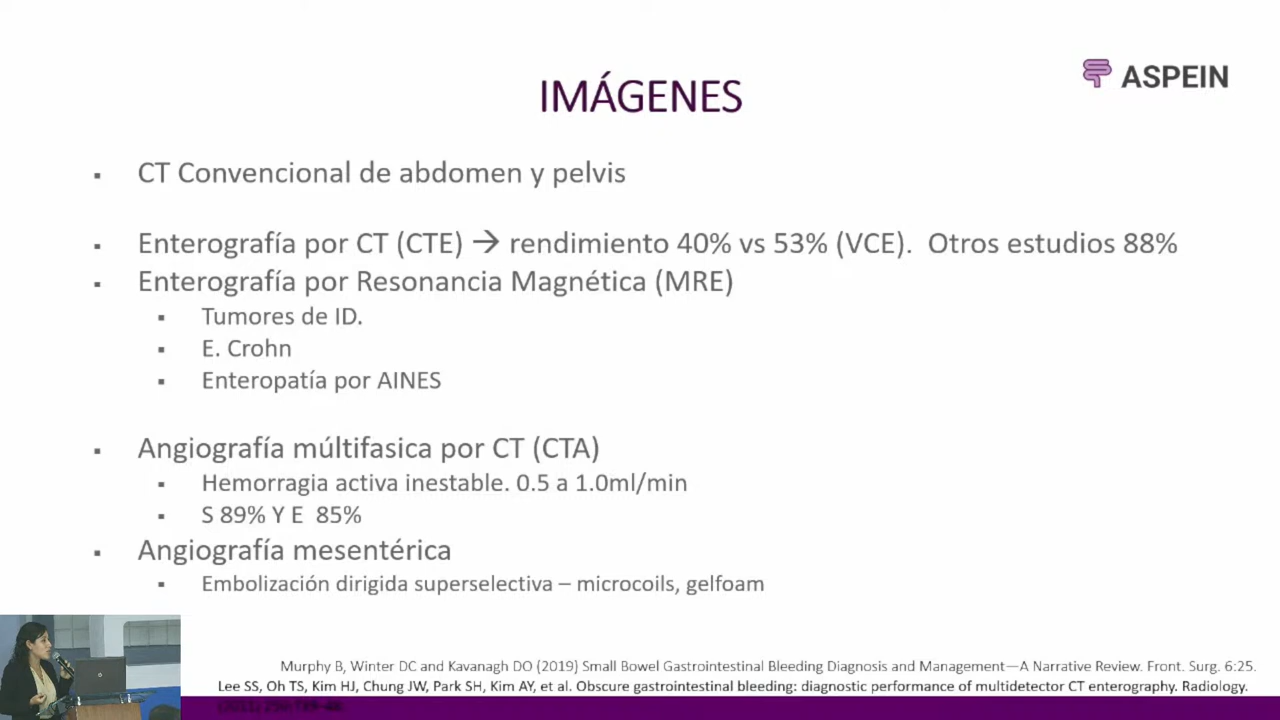 IMÁGENES
ASPEIN
▪ CT Convencional de abdomen y pelvis
▪ Enterografía por CT (CTE) → rendimiento 40% vs 53% (VCE). Otros estudios 88%
▪ Enterografía por Resonancia Magnética (MRE)
▪ Tumores de ID.
▪ E. Crohn
▪ Enteropatía por AINES
▪ Angiografía múltifasica por CT (CTA)
▪ Hemorragia activa inestable. 0.5 a 1.0ml/min
▪ S 89% Y E 85%
▪ Angiografía mesentérica
▪ Embolización dirigida superselectiva – microcoils, gelfoam
Murphy B, Winter DC and Kavanagh DO (2019) Small Bowel Gastrointestinal Bleeding Diagnosis and Management—A Narrative Review. Front. Surg. 6:25.
Lee SS, Oh TS, Kim HJ, Chung JW, Park SH, Kim AY, et al. Obscure gastrointestinal bleeding: diagnostic performance of multidetector CT enterography. Radiology.